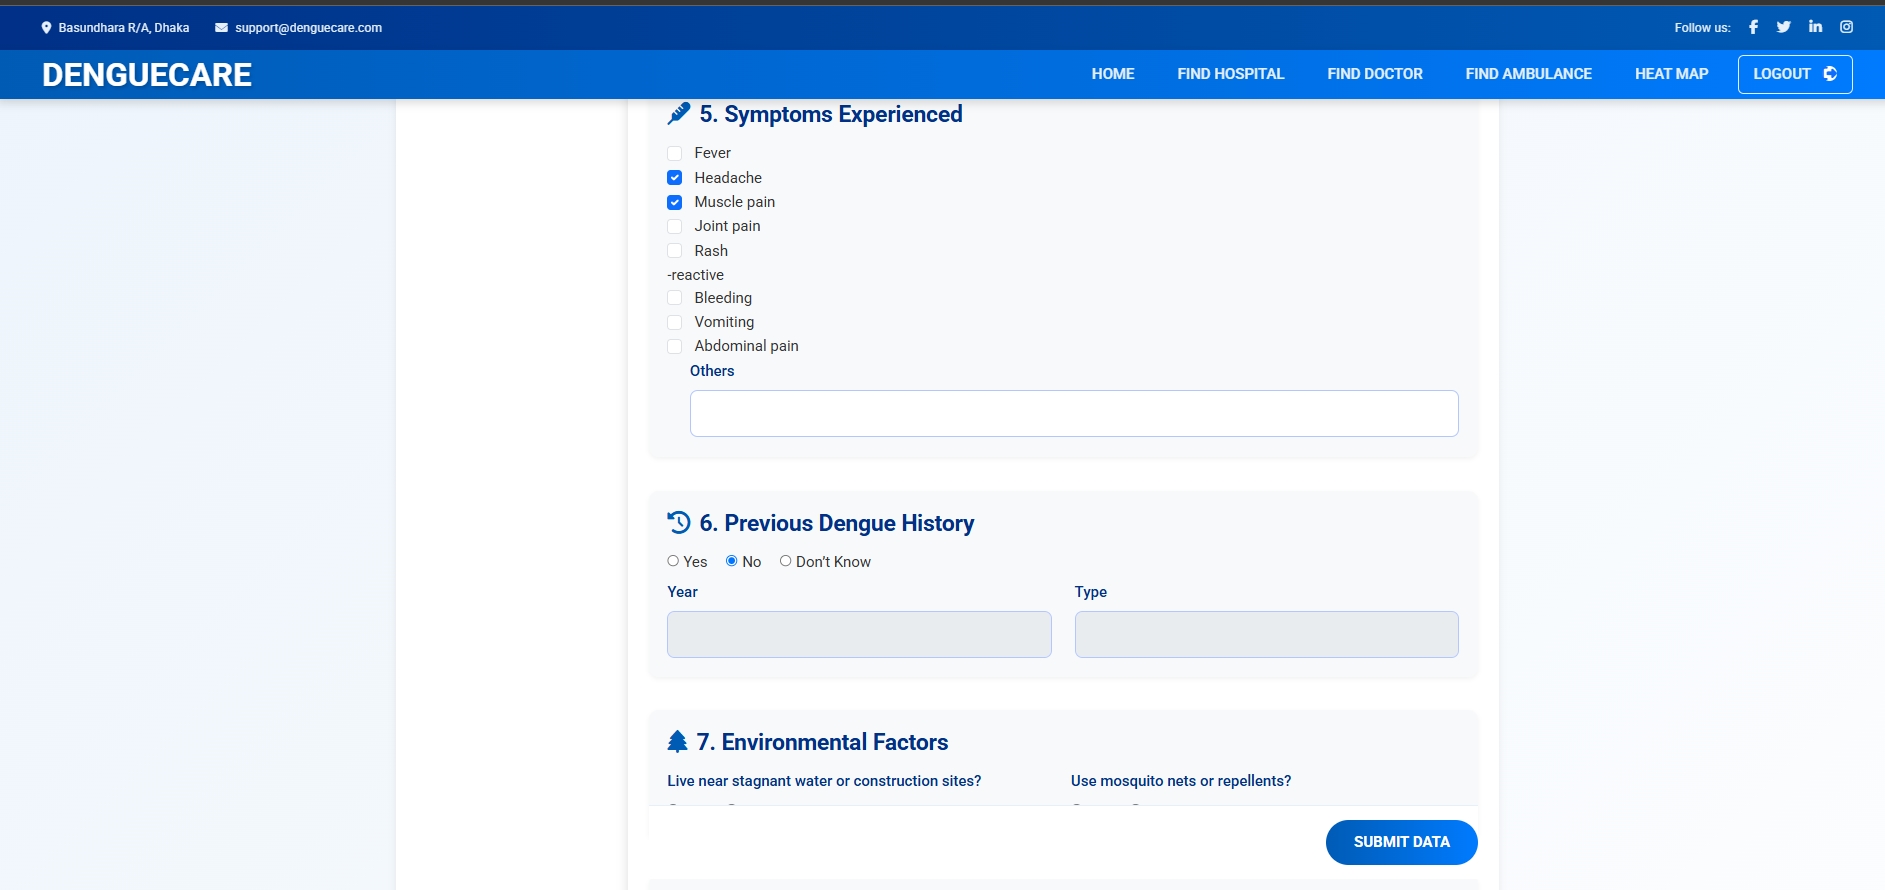 Basundhara R/A, Dhaka support@denguecare.com Follow us:
DENGUECARE HOME FIND HOSPITAL FIND DOCTOR FIND AMBULANCE HEAT MAP LOGOUT
5. Symptoms Experienced
Fever
Headache
Muscle pain
Joint pain
Rash
-reactive
Bleeding
Vomiting
Abdominal pain
Others
6. Previous Dengue History
Yes No Don't Know
Year Type
7. Environmental Factors
Live near stagnant water or construction sites? Use mosquito nets or repellents?
SUBMIT DATA